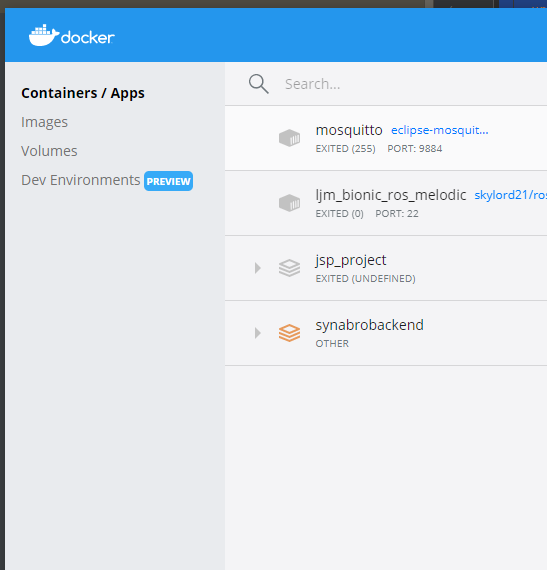 docker
Containers / Apps
Images
Volumes
Dev Environments PREVIEW
Search...
mosquitto eclipse-mosquit...
EXITED (255) PORT: 9884
ljm_bionic_ros_melodic skylord21/ros
EXITED (0) PORT: 22
jsp_project
EXITED (UNDEFINED)
synabrobackend
OTHER